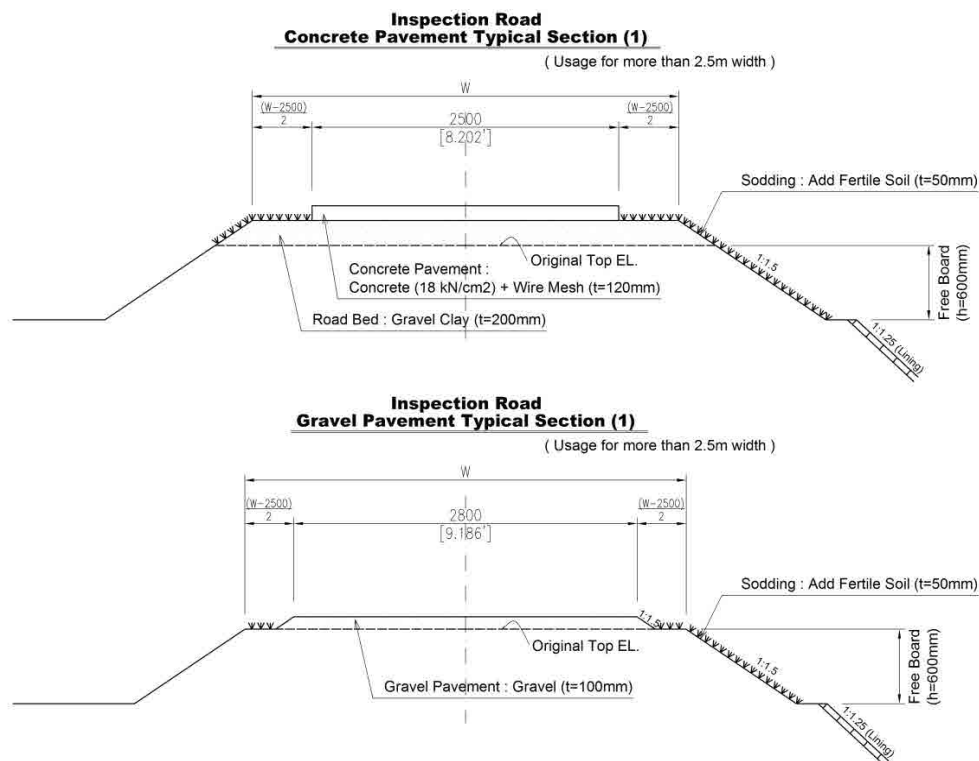 Inspection Road
Concrete Pavement Typical Section (1)
( Usage for more than 2.5m width )
W
(W-2500)
2
2500
[8.202']
(W-2500)
2
Sodding : Add Fertile Soil (t=50mm)
Original Top EL.
1:1.5
Concrete Pavement :
Concrete (18 kN/cm2) + Wire Mesh (t=120mm)
Road Bed : Gravel Clay (t=200mm)
Free Board
(h=600mm)
1:1.25 (Lining)
Inspection Road
Gravel Pavement Typical Section (1)
( Usage for more than 2.5m width )
W
(W-2500)
2
2800
[9.186']
(W-2500)
2
Sodding : Add Fertile Soil (t=50mm)
1:1.5
Original Top EL.
1:1.5
Gravel Pavement : Gravel (t=100mm)
Free Board
(h=600mm)
1:1.25 (Lining)